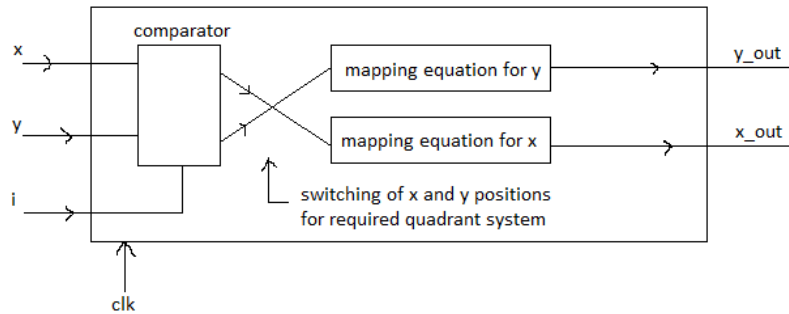 comparator
x
y
i
mapping equation for y
mapping equation for x
y_out
x_out
switching of x and y positions
for required quadrant system
clk